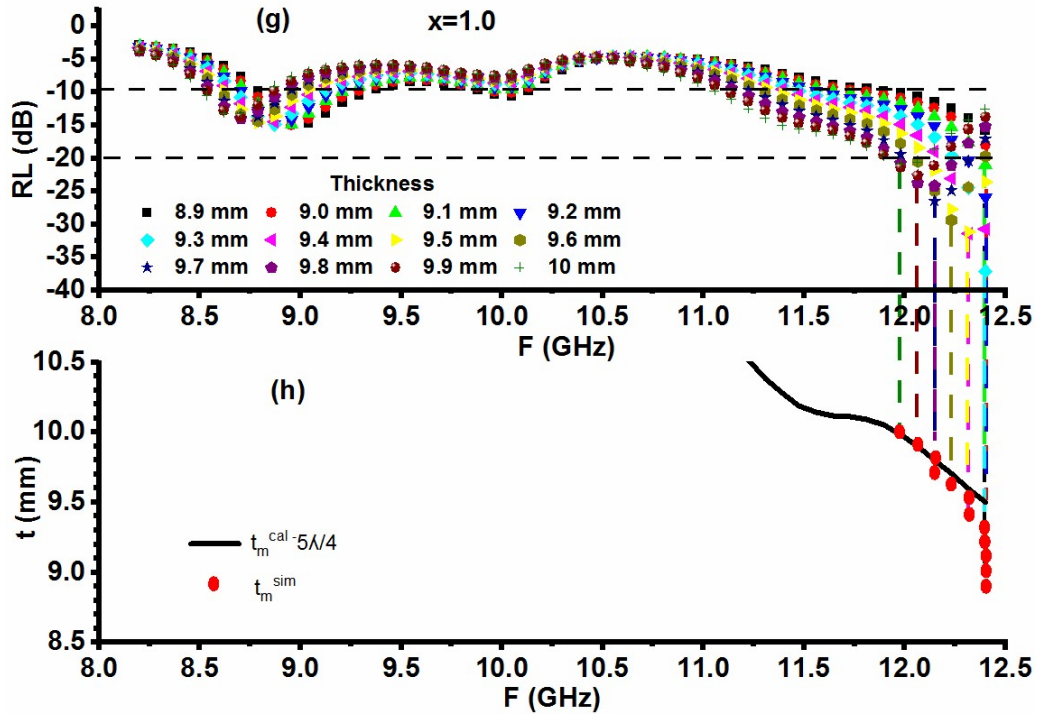 (g) x=1.0
RL (dB)
0
-5
-10
-15
-20
-25
-30
-35
-40
Thickness
8.9 mm 9.0 mm 9.1 mm 9.2 mm
9.3 mm 9.4 mm 9.5 mm 9.6 mm
9.7 mm 9.8 mm 9.9 mm 10 mm
8.0 8.5 9.0 9.5 10.0 10.5 11.0 11.5 12.0 12.5
F (GHz)
(h)
t (mm)
10.5
10.0
9.5
9.0
8.5
t_m^cal - 5λ/4
t_m^sim
8.0 8.5 9.0 9.5 10.0 10.5 11.0 11.5 12.0 12.5
F (GHz)